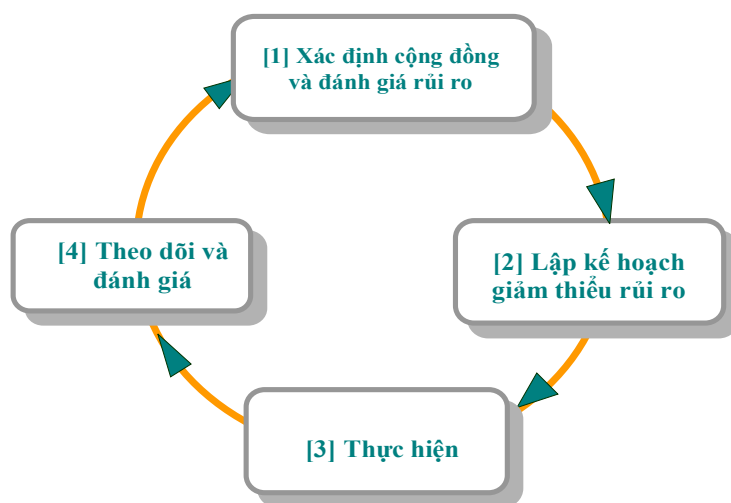 [1] Xác định cộng đồng
và đánh giá rủi ro
[2] Lập kế hoạch
giảm thiểu rủi ro
[3] Thực hiện
[4] Theo dõi và
đánh giá